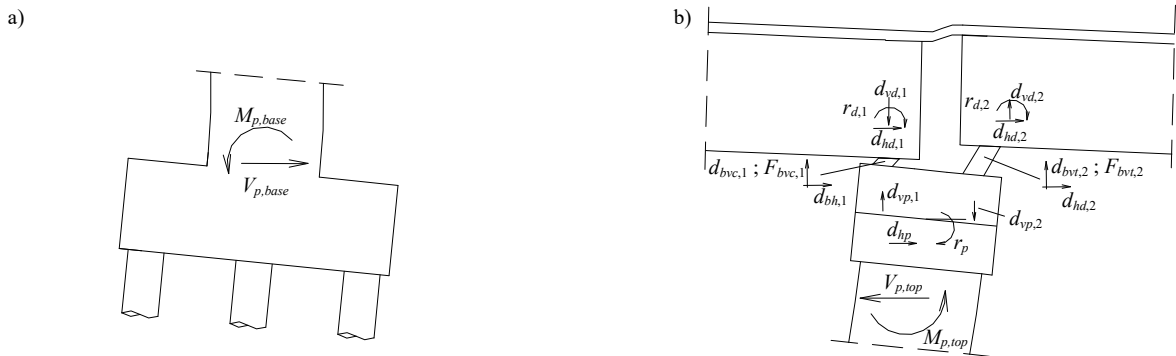 a)
M_{p,base}
V_{p,base}
b)
d_{vd,1}
r_{d,1}
d_{hd,1}
d_{vd,2}
r_{d,2}
d_{hd,2}
d_{bvc,1} ; F_{bvc,1}
d_{bh,1}
d_{bvt,2} ; F_{bvt,2}
d_{hd,2}
d_{vp,1}
d_{vp,2}
d_{hp}
r_p
V_{p,top}
M_{p,top}